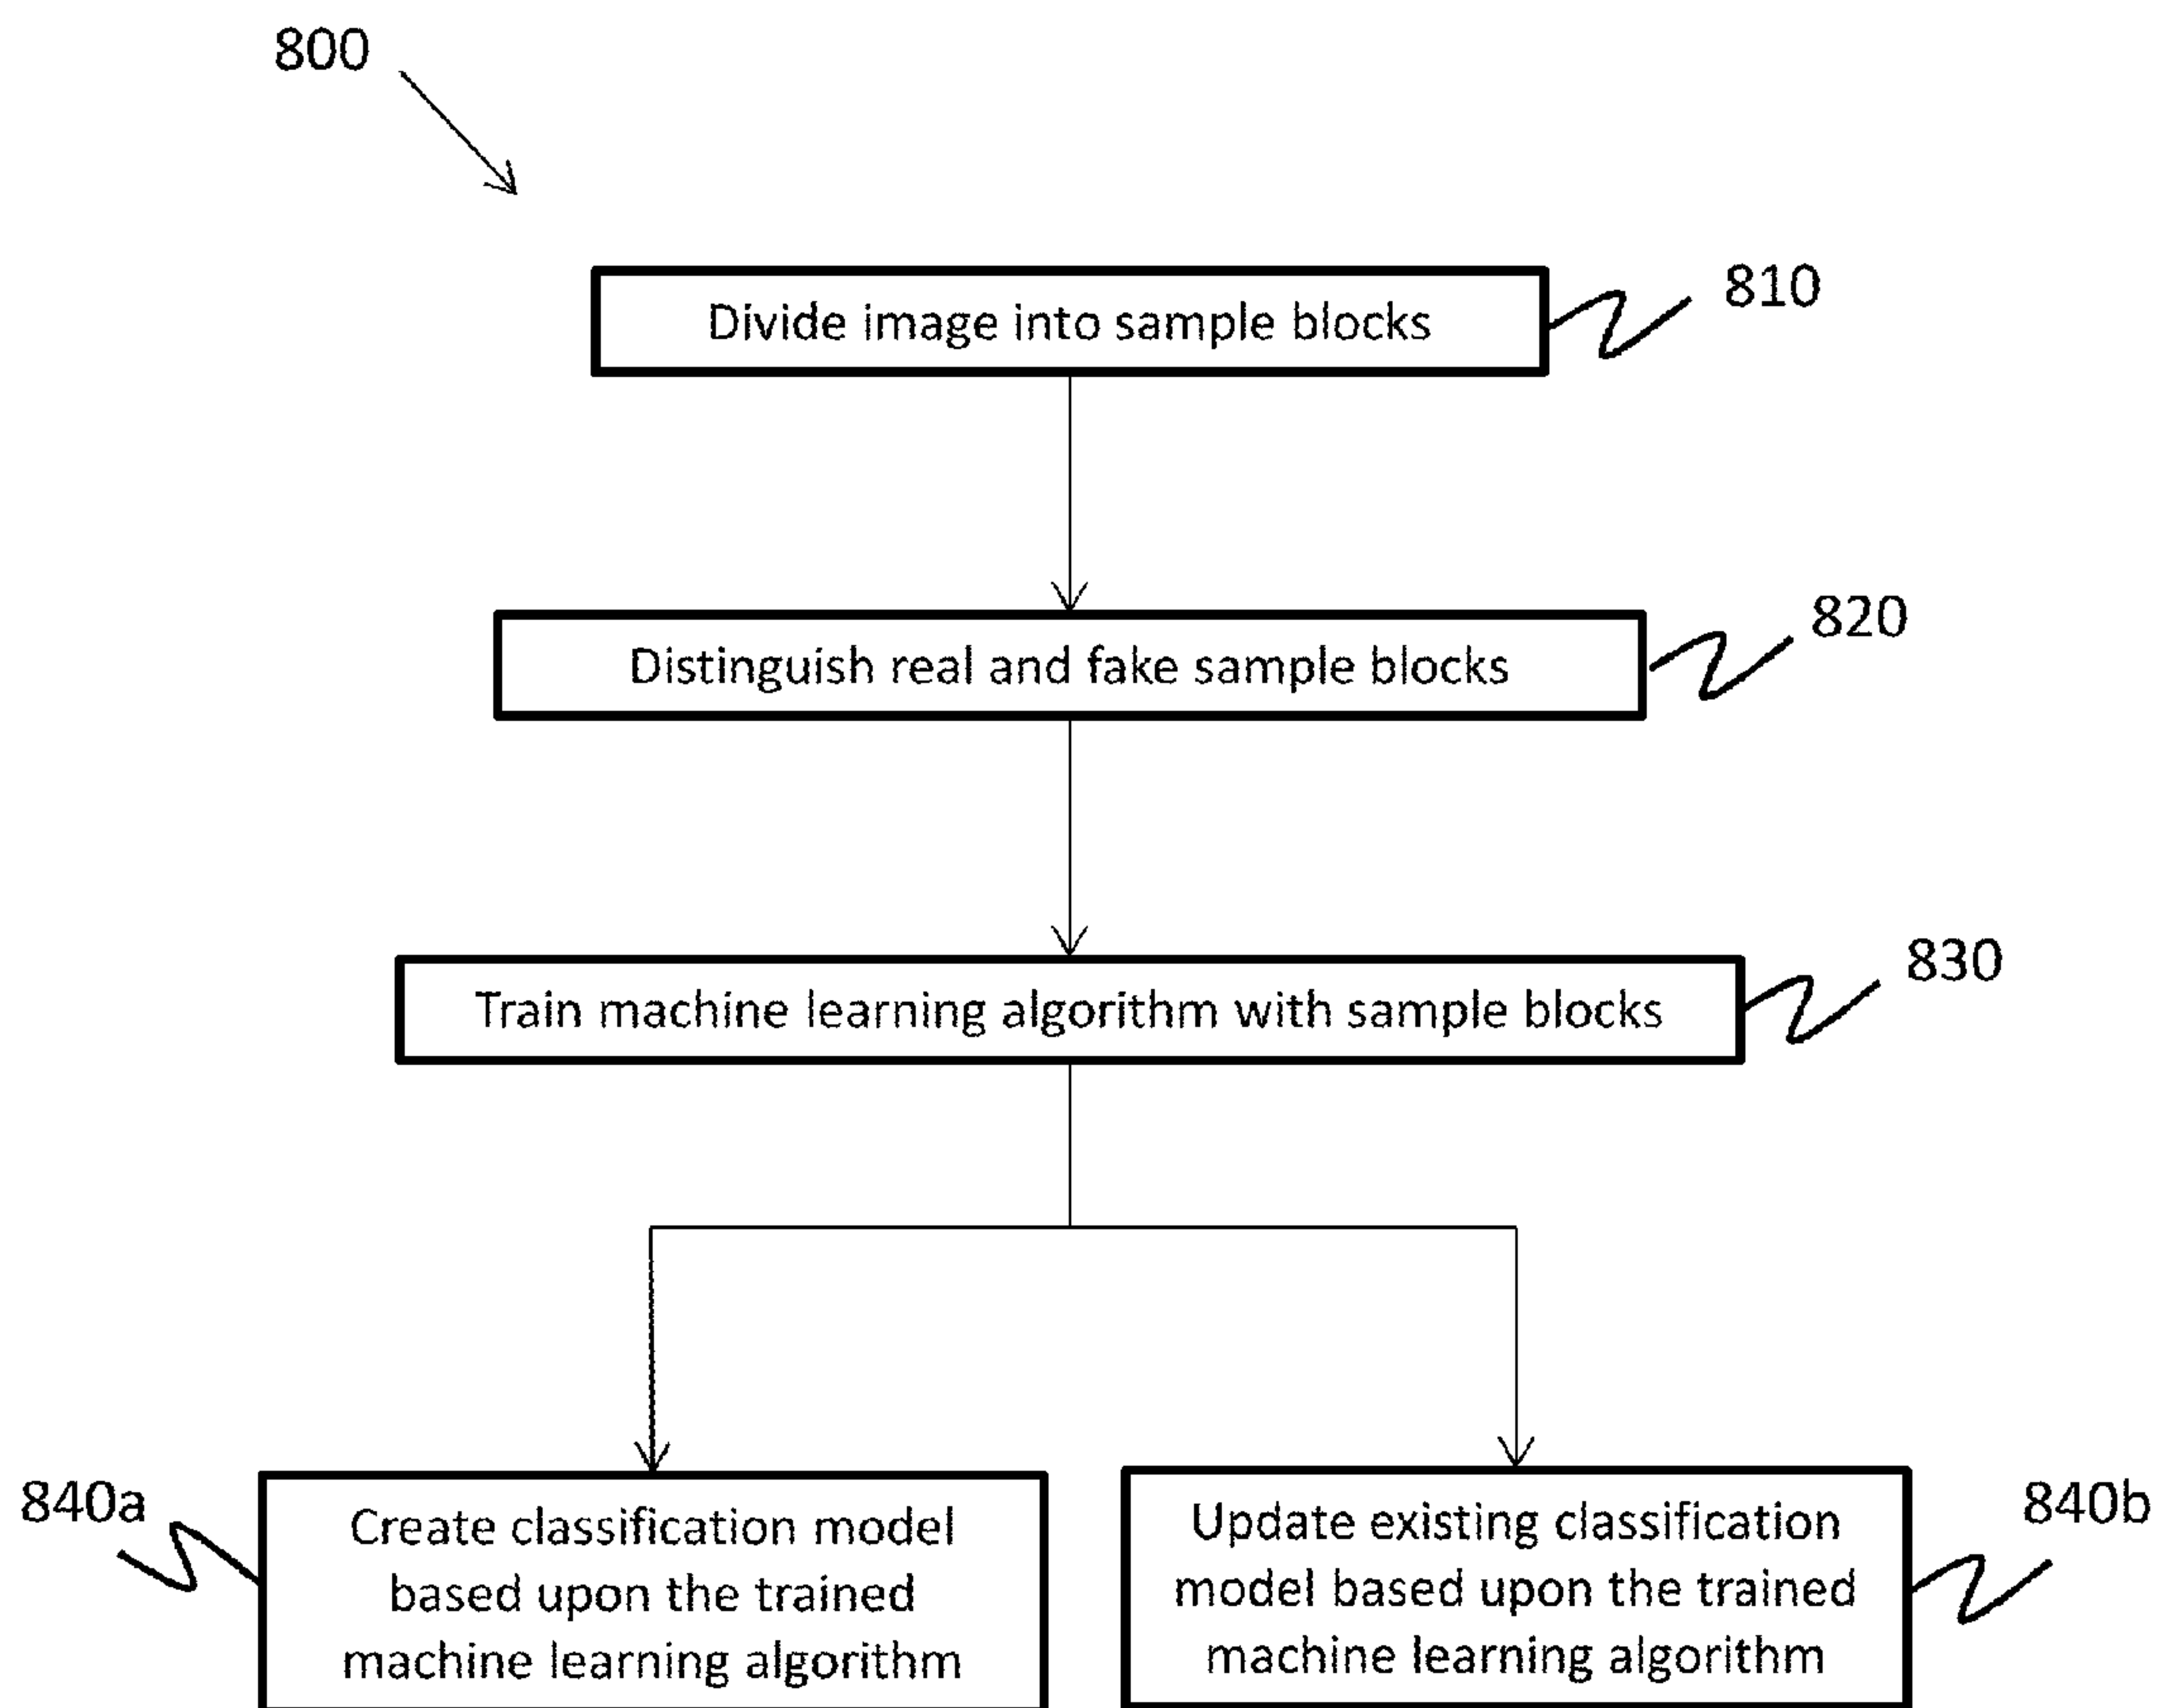 800
Divide image into sample blocks
810
Distinguish real and fake sample blocks
820
Train machine learning algorithm with sample blocks
830
840a
Create classification model
based upon the trained
machine learning algorithm
Update existing classification
model based upon the trained
machine learning algorithm
840b